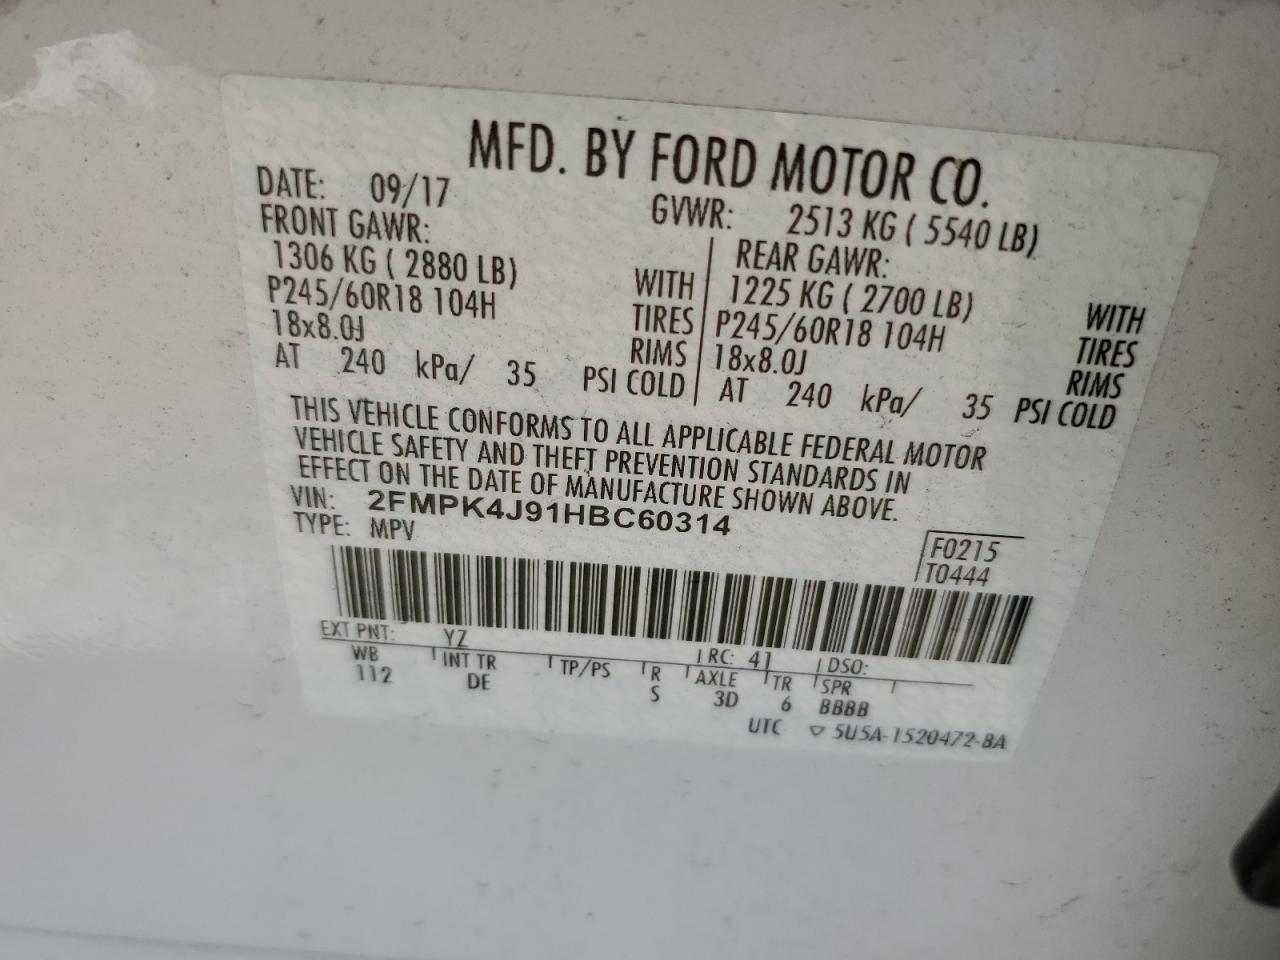 MFD. BY FORD MOTOR CO.
DATE: 09/17 GVWR: 2513 KG ( 5540 LB)
FRONT GAWR: REAR GAWR:
1306 KG ( 2880 LB) WITH 1225 KG ( 2700 LB) WITH
P245/60R18 104H TIRES P245/60R18 104H TIRES
18x8.0J RIMS 18x8.0J RIMS
AT 240 kPa/ 35 PSI COLD AT 240 kPa/ 35 PSI COLD
THIS VEHICLE CONFORMS TO ALL APPLICABLE FEDERAL MOTOR
VEHICLE SAFETY AND THEFT PREVENTION STANDARDS IN
EFFECT ON THE DATE OF MANUFACTURE SHOWN ABOVE.
VIN: 2FMPK4J91HBC60314
TYPE: MPV F0215
T0444
EXT PNT: YZ RC: 41 DSO:
WB INT TR TP/PS R AXLE TR SPR
112 DE S 3D 6 BBBB
UTC ▽ 5U5A-1520472-BA